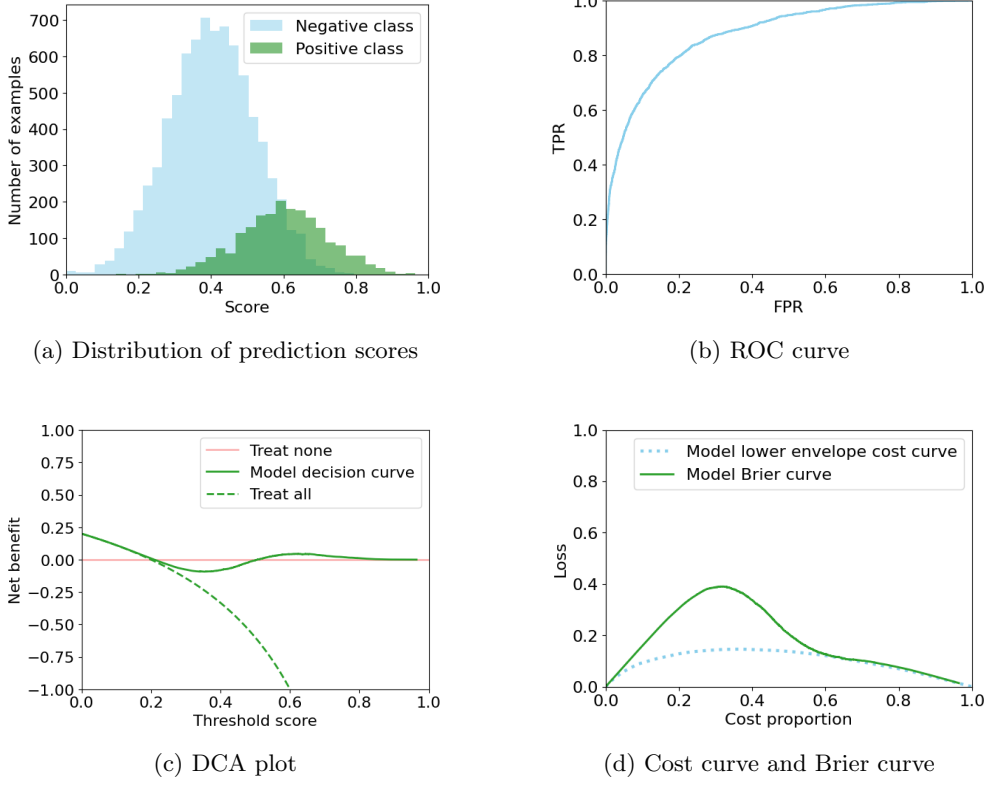 700
600
500
400
300
200
100
0
Number of examples
0.0 0.2 0.4 0.6 0.8 1.0
Score
Negative class
Positive class
(a) Distribution of prediction scores
1.0
0.8
0.6
0.4
0.2
0.0
TPR
0.0 0.2 0.4 0.6 0.8 1.0
FPR
(b) ROC curve
1.00
0.75
0.50
0.25
0.00
−0.25
−0.50
−0.75
−1.00
Net benefit
0.0 0.2 0.4 0.6 0.8 1.0
Threshold score
Treat none
Model decision curve
Treat all
(c) DCA plot
1.0
0.8
0.6
0.4
0.2
0.0
Loss
0.0 0.2 0.4 0.6 0.8 1.0
Cost proportion
Model lower envelope cost curve
Model Brier curve
(d) Cost curve and Brier curve